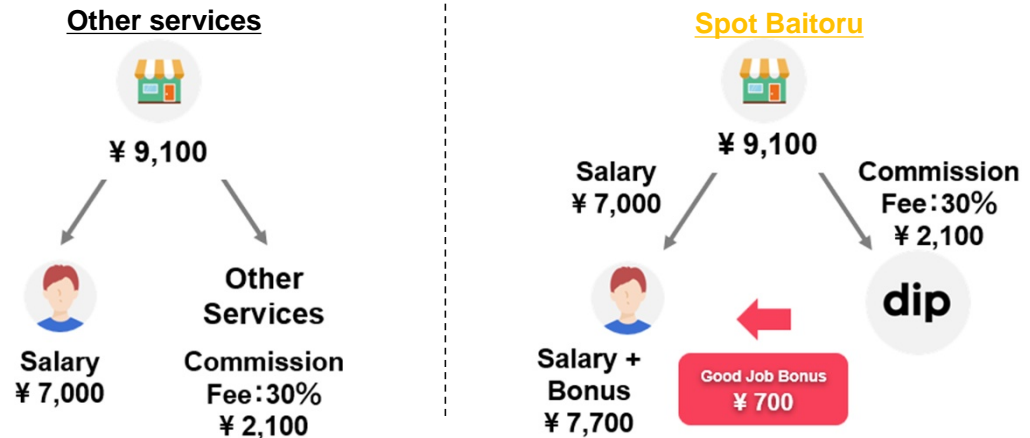 Other services
¥ 9,100
Other
Services
Salary
¥ 7,000
Commission
Fee：30%
¥ 2,100
Spot Baitoru
¥ 9,100
Salary
¥ 7,000
Commission
Fee：30%
¥ 2,100
dip
Salary +
Bonus
¥ 7,700
Good Job Bonus
¥ 700